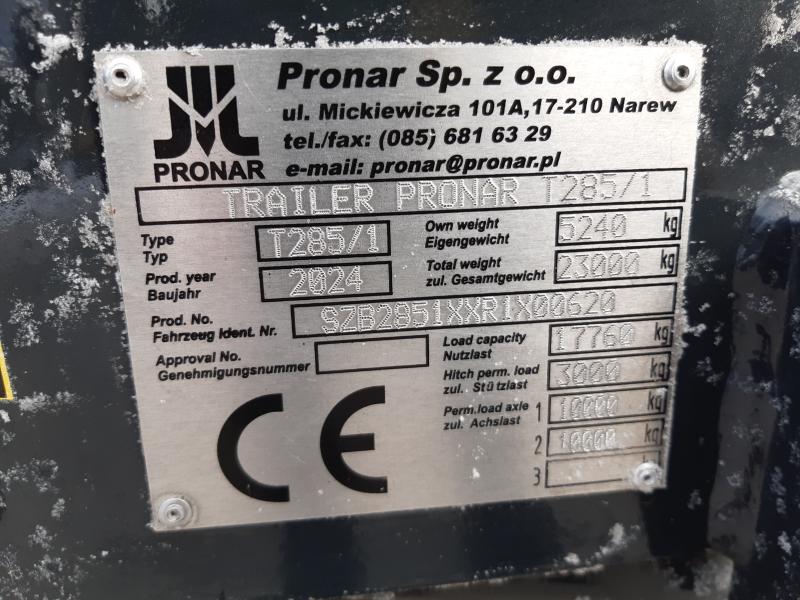 Pronar Sp. z o.o.
ul. Mickiewicza 101A,17-210 Narew
tel./fax: (085) 681 63 29
e-mail: pronar@pronar.pl
PRONAR
TRAILER PRONAR T285/1
Type
Typ
T285/1
Own weight
Eigengewicht
5240 kg
Prod. year
Baujahr
2024
Total weight
zul. Gesamtgewicht
23000 kg
Prod. No.
Fahrzeug Ident. Nr.
SZB2851XXR1X00620
Approval No.
Genehmigungsnummer
Load capacity
Nutzlast
17760 kg
Hitch perm. load
zul. Stützlast
3000 kg
Perm.load axle
zul. Achslast
1 10000 kg
2 10000 kg
3
CE